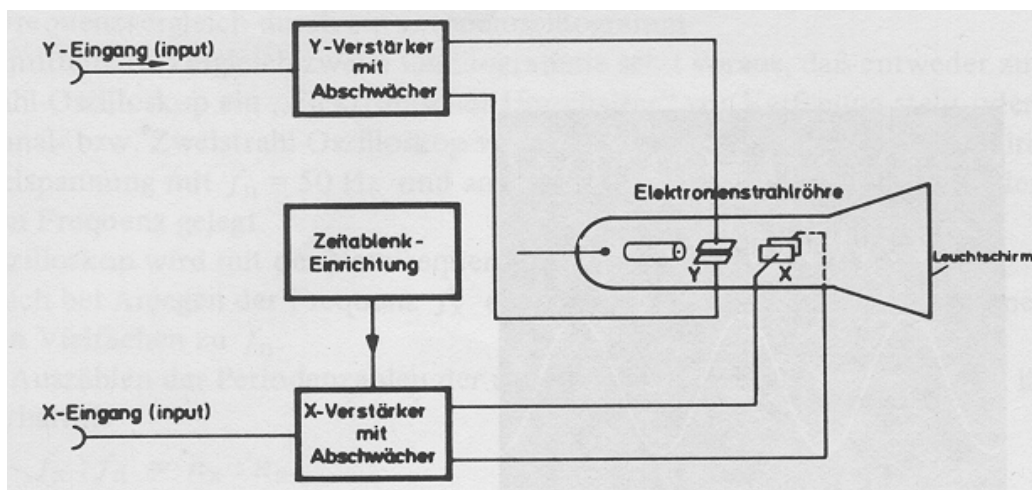 Y-Eingang (input)
Y-Verstärker
mit
Abschwächer
Elektronenstrahlröhre
Zeitablenk-
Einrichtung
Y
X
Leuchtschirm
X-Eingang (input)
X-Verstärker
mit
Abschwächer